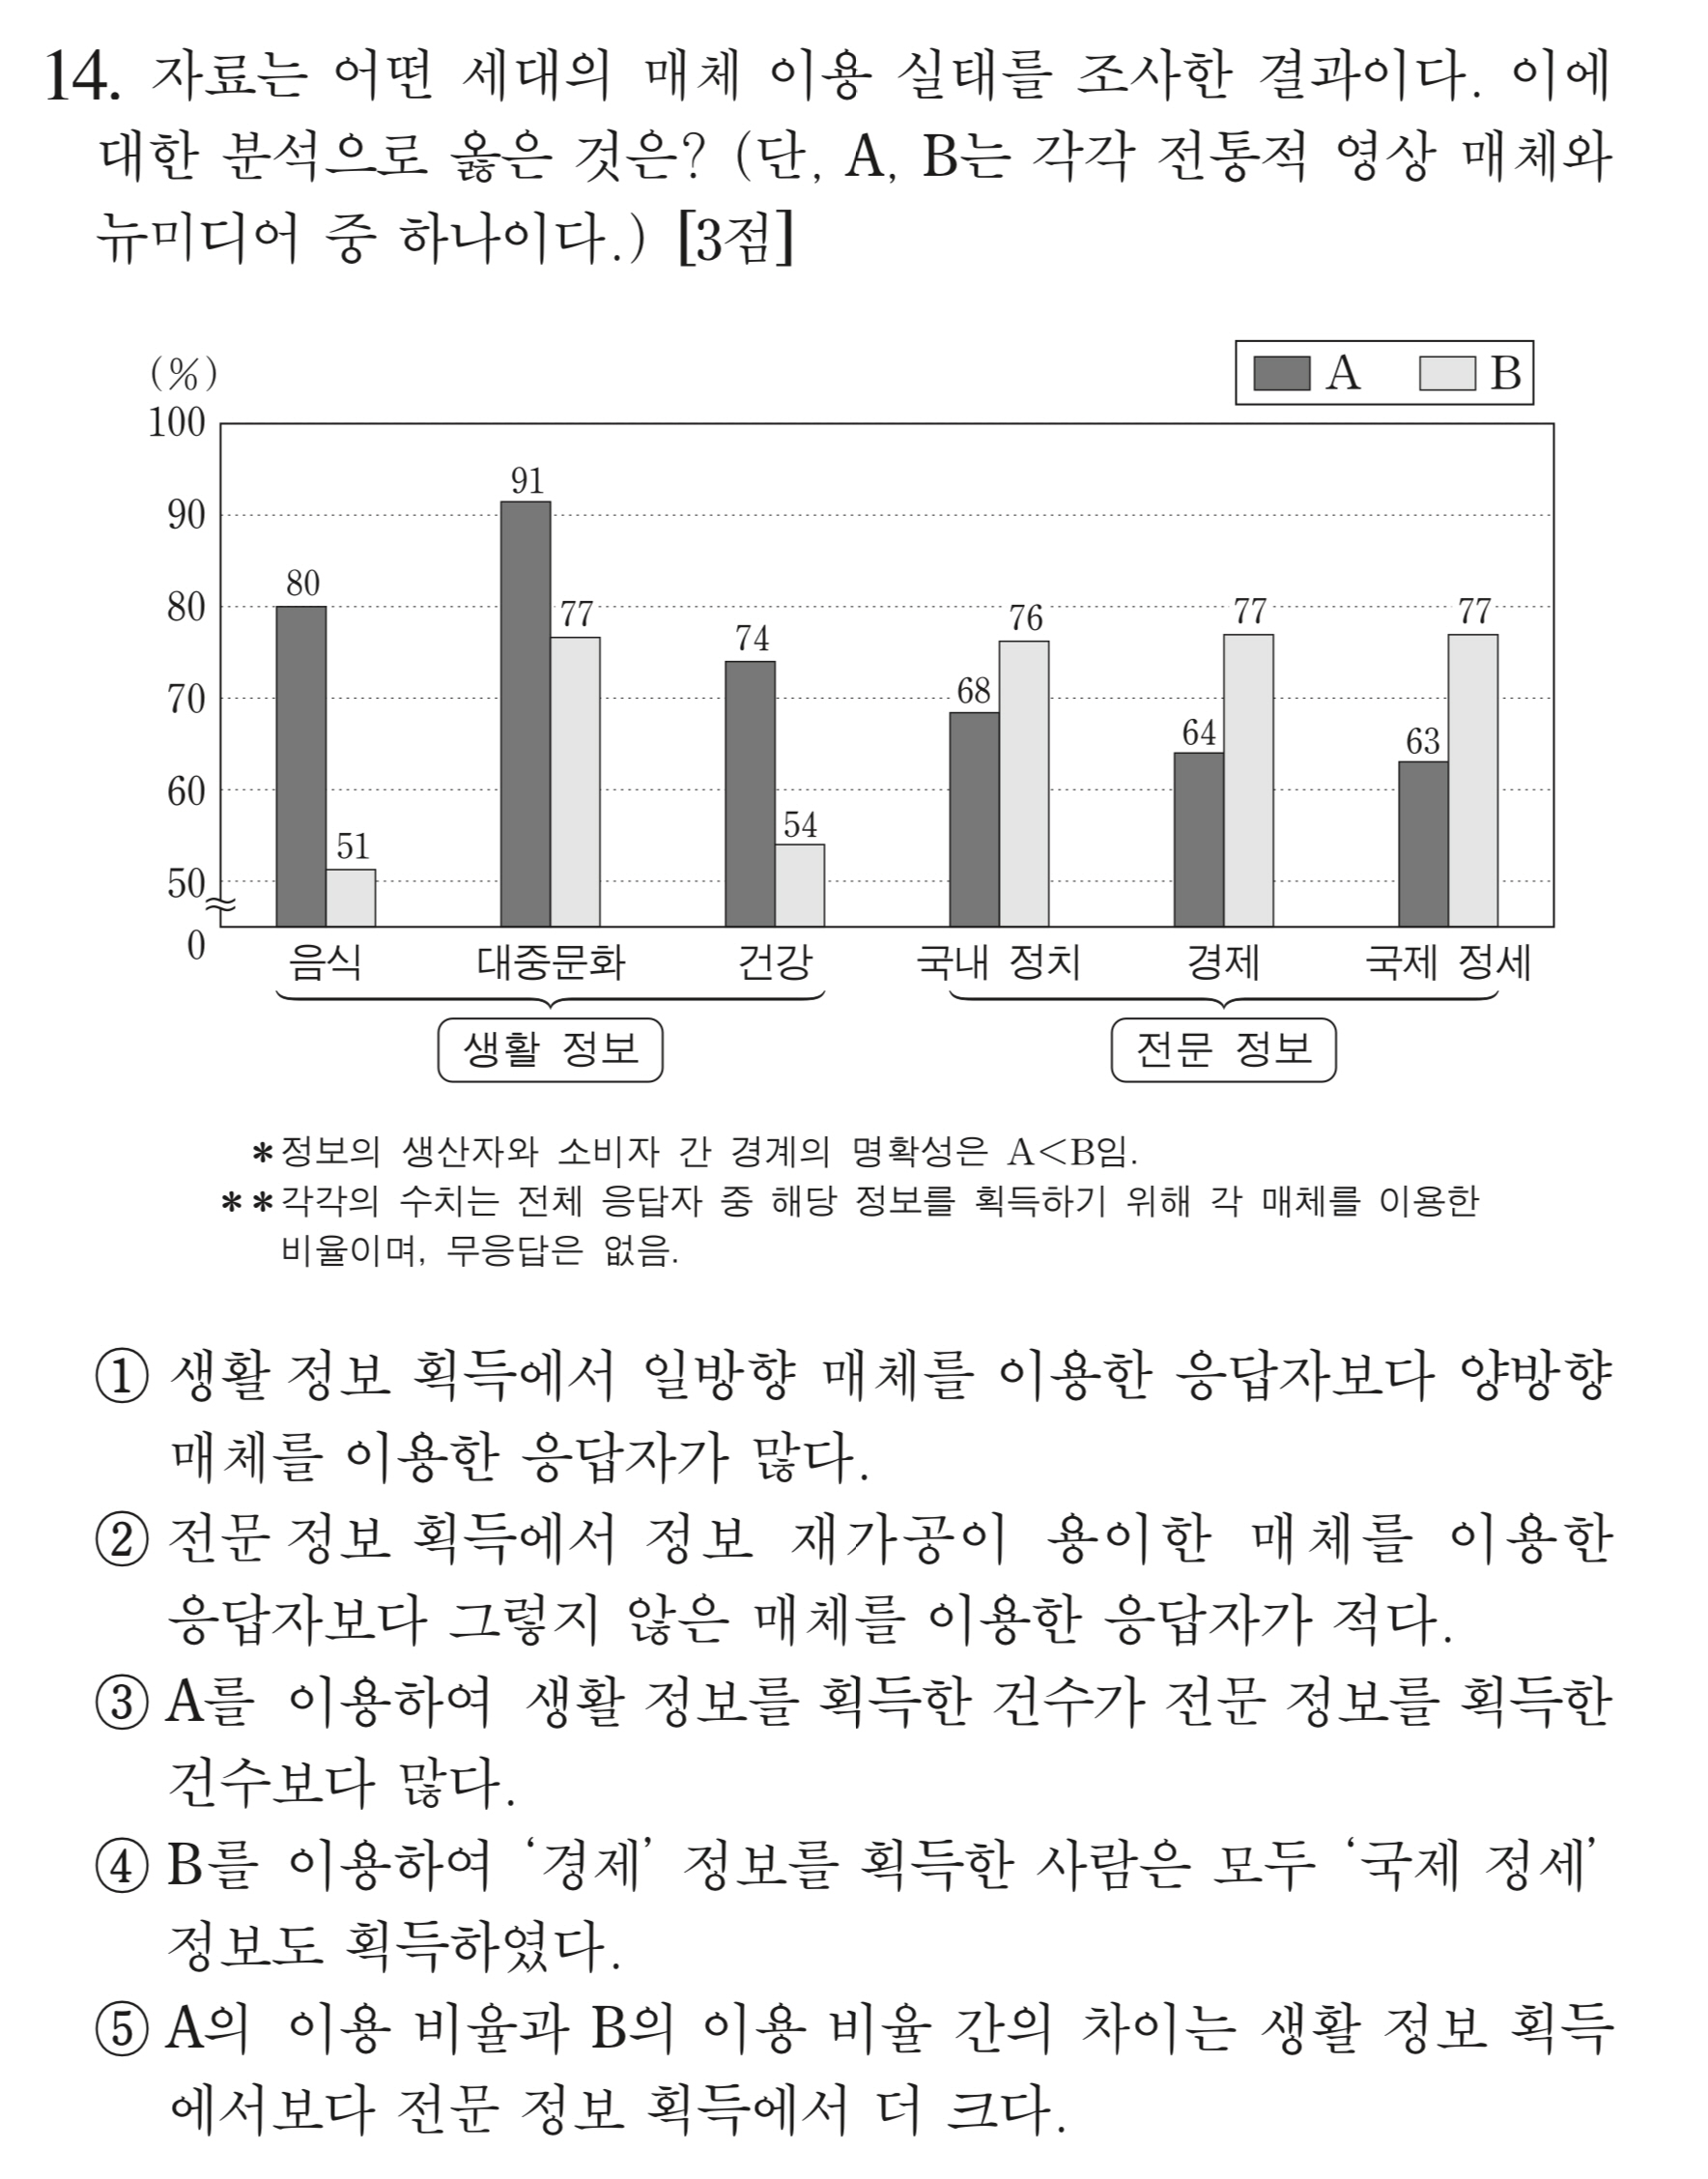 14. 자료는 어떤 세대의 매체 이용 실태를 조사한 결과이다. 이에
대한 분석으로 옳은 것은? (단, A, B는 각각 전통적 영상 매체와
뉴미디어 중 하나이다.) [3점]
(%)
A B
100
90
80
70
60
50
0
80 51
91 77
74 54
68 76
64 77
63 77
음식 대중문화 건강 국내 정치 경제 국제 정세
생활 정보 전문 정보
*정보의 생산자와 소비자 간 경계의 명확성은 A<B임.
**각각의 수치는 전체 응답자 중 해당 정보를 획득하기 위해 각 매체를 이용한
비율이며, 무응답은 없음.
① 생활 정보 획득에서 일방향 매체를 이용한 응답자보다 양방향
매체를 이용한 응답자가 많다.
② 전문 정보 획득에서 정보 재가공이 용이한 매체를 이용한
응답자보다 그렇지 않은 매체를 이용한 응답자가 적다.
③ A를 이용하여 생활 정보를 획득한 건수가 전문 정보를 획득한
건수보다 많다.
④ B를 이용하여 ‘경제’ 정보를 획득한 사람은 모두 ‘국제 정세’
정보도 획득하였다.
⑤ A의 이용 비율과 B의 이용 비율 간의 차이는 생활 정보 획득
에서보다 전문 정보 획득에서 더 크다.